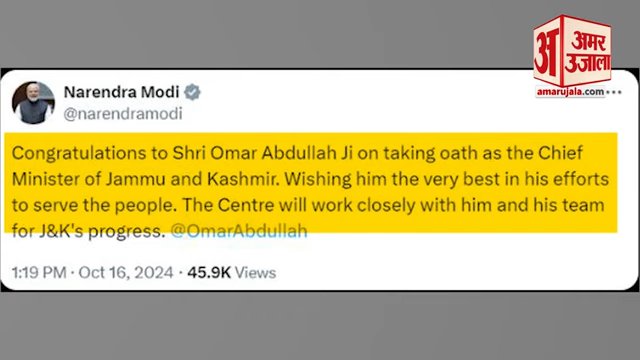 अ
अमर
उजाला
amarujala.com
Narendra Modi
@narendramodi
Congratulations to Shri Omar Abdullah Ji on taking oath as the Chief
Minister of Jammu and Kashmir. Wishing him the very best in his efforts
to serve the people. The Centre will work closely with him and his team
for J&K's progress. @OmarAbdullah
1:19 PM · Oct 16, 2024 · 45.9K Views